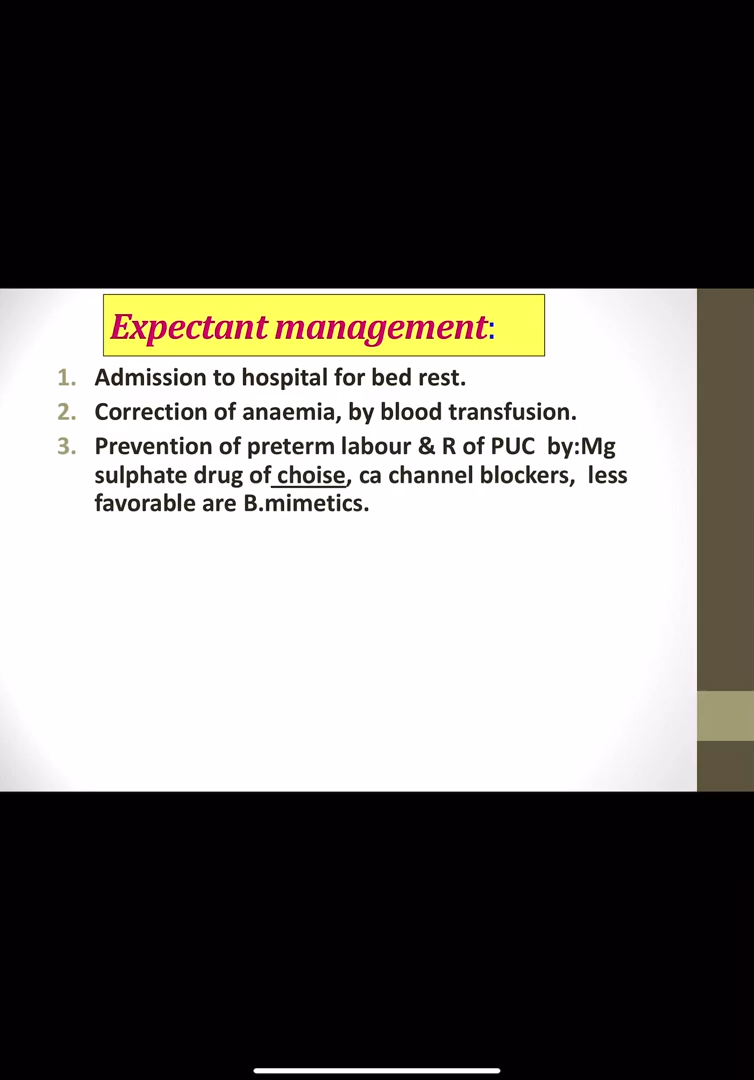 Expectant management:
1. Admission to hospital for bed rest.
2. Correction of anaemia, by blood transfusion.
3. Prevention of preterm labour & R of PUC  by:Mg
sulphate drug of choise, ca channel blockers,  less
favorable are B.mimetics.